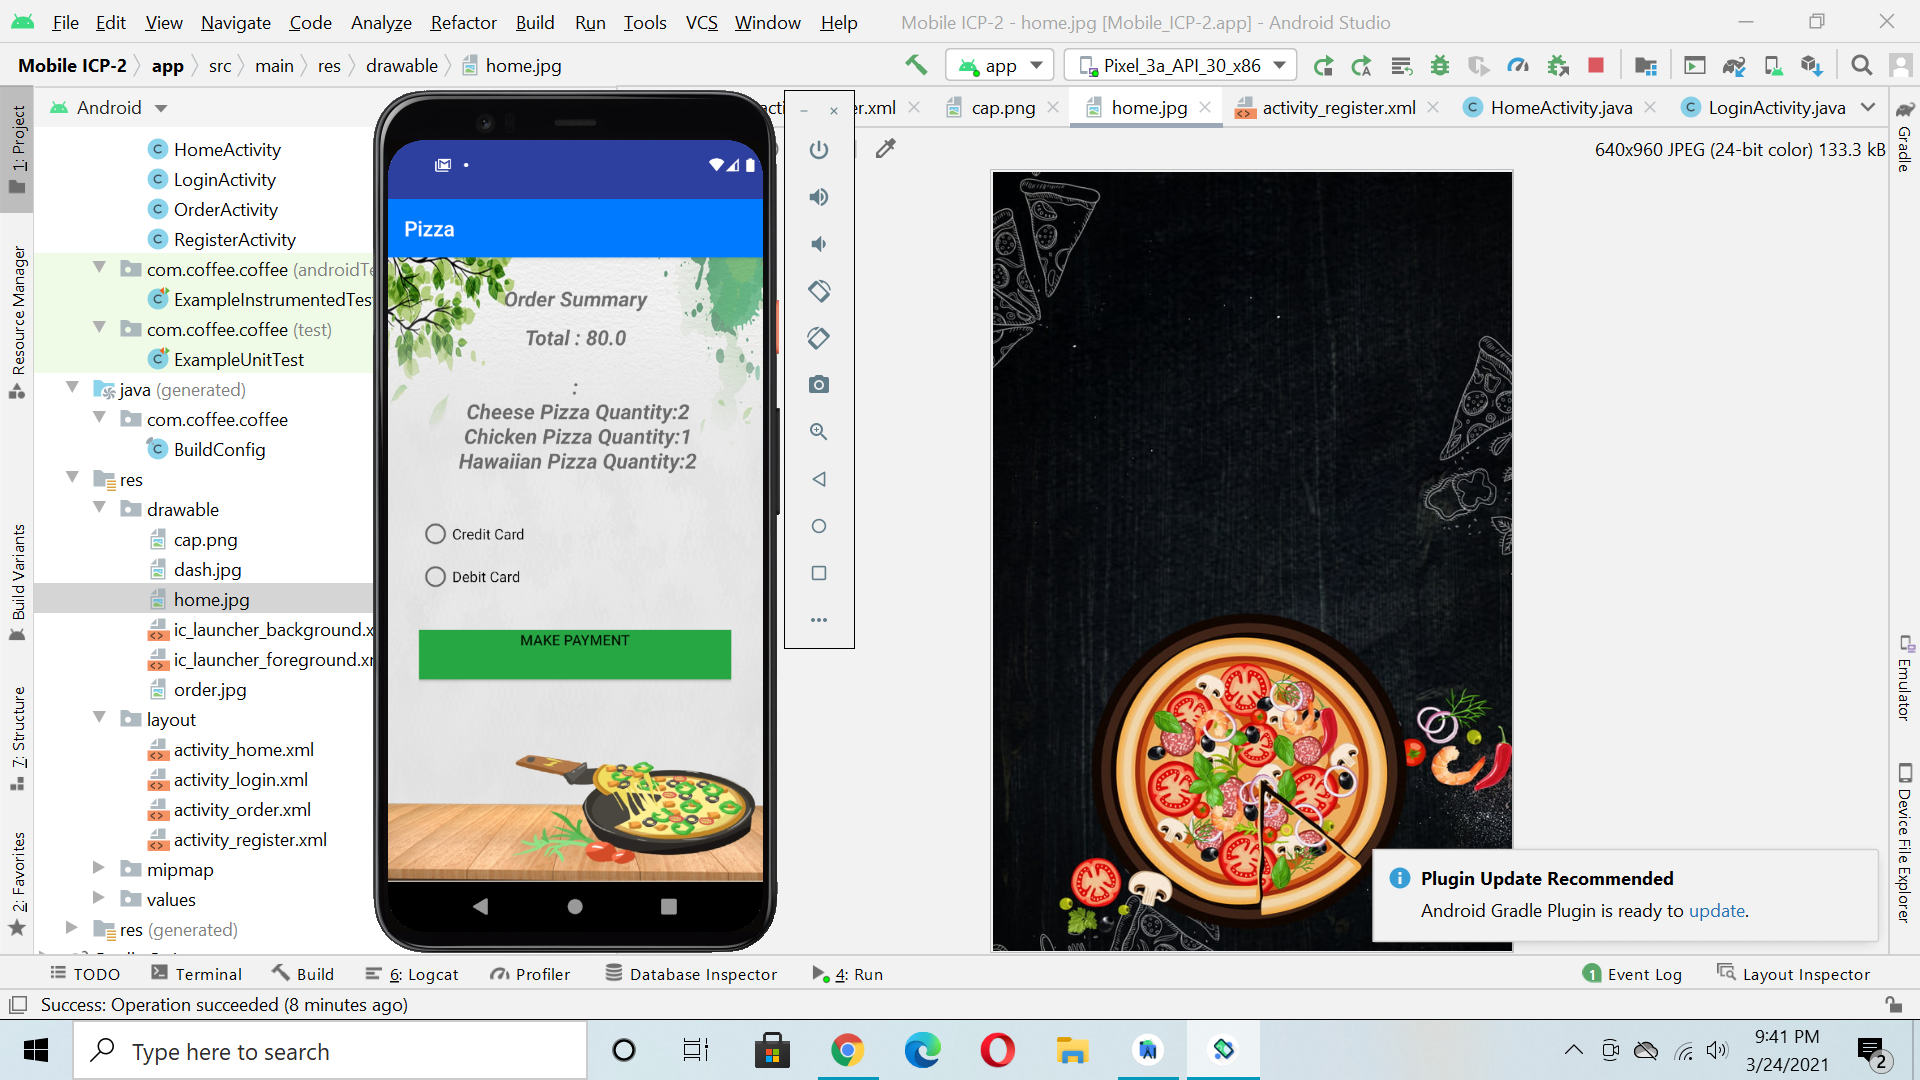 File Edit View Navigate Code Analyze Refactor Build Run Tools VCS Window Help Mobile ICP-2 - home.jpg [Mobile_ICP-2.app] - Android Studio
Mobile ICP-2 app src main res drawable home.jpg app Pixel_3a_API_30_x86
Android
er.xml cap.png home.jpg activity_register.xml HomeActivity.java LoginActivity.java
640x960 JPEG (24-bit color) 133.3 kB
1: Project
Resource Manager
Build Variants
7: Structure
2: Favorites
HomeActivity
LoginActivity
OrderActivity
RegisterActivity
com.coffee.coffee (androidTe
ExampleInstrumentedTes
com.coffee.coffee (test)
ExampleUnitTest
java (generated)
com.coffee.coffee
BuildConfig
res
drawable
cap.png
dash.jpg
home.jpg
ic_launcher_background.x
ic_launcher_foreground.xm
order.jpg
layout
activity_home.xml
activity_login.xml
activity_order.xml
activity_register.xml
mipmap
values
res (generated)
Pizza
Order Summary
Total : 80.0
:
Cheese Pizza Quantity:2
Chicken Pizza Quantity:1
Hawaiian Pizza Quantity:2
Credit Card
Debit Card
MAKE PAYMENT
Gradle
Emulator
Device File Explorer
Plugin Update Recommended
Android Gradle Plugin is ready to update.
TODO Terminal Build 6: Logcat Profiler Database Inspector 4: Run 1 Event Log Layout Inspector
Success: Operation succeeded (8 minutes ago)
Type here to search
9:41 PM
3/24/2021
2